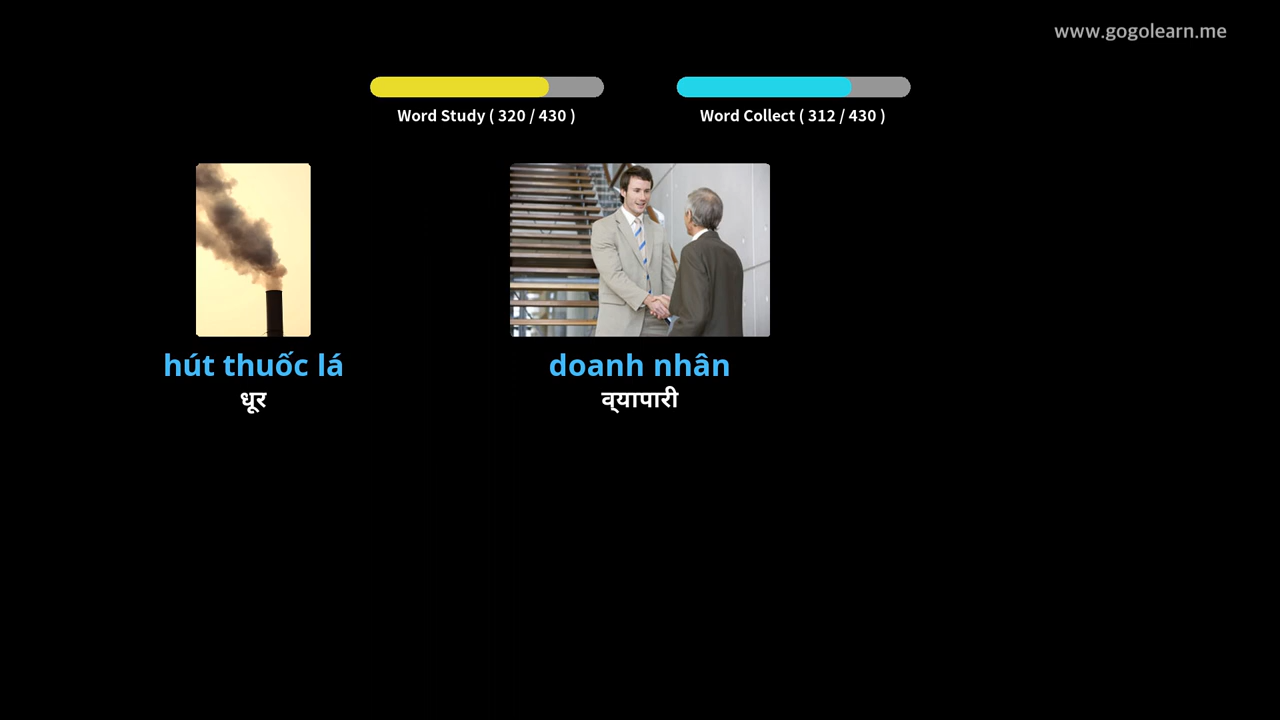 www.gogolearn.me
Word Study ( 320 / 430 )
Word Collect ( 312 / 430 )
hút thuốc lá
doanh nhân
धूर
व्यापारी